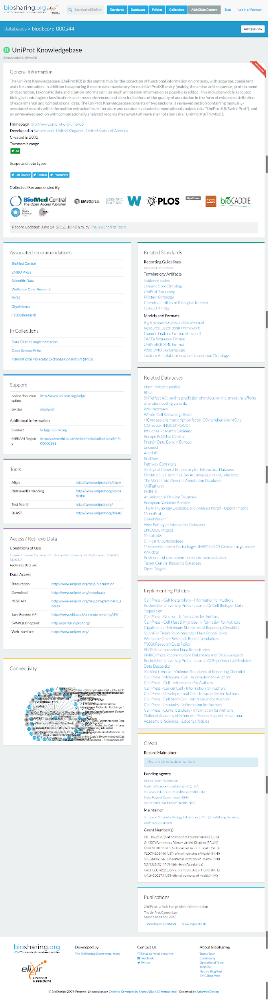 biosharing.org
standards, databases, policies
elixir
UNITED KINGDOM
Search all of BioShar
Standards
Databases
Policies
Collections
Add/Claim Content
Stats
Log in or Register
databases > biodbcore-000544
Ask Question
R UniProt Knowledgebase
Abbreviation: UniProtKB
General Information
The UniProt Knowledgebase (UniProtKB) is the central hub for the collection of functional information on proteins, with accurate, consistent
and rich annotation. In addition to capturing the core data mandatory for each UniProtKB entry (mainly, the amino acid sequence, protein name
or description, taxonomic data and citation information), as much annotation information as possible is added. This includes widely accepted
biological ontologies, classifications and cross-references, and clear indications of the quality of annotation in the form of evidence attribution
of experimental and computational data. The UniProt Knowledgebase consists of two sections: a reviewed section containing manually-
annotated records with information extracted from literature and curator-evaluated computational analysis (aka "UniProtKB/Swiss-Prot"), and
an unreviewed section with computationally analyzed records that await full manual annotation (aka "UniProtKB/TrEMBL").
Homepage http://www.uniprot.org/uniprot/
Developed in Switzerland , United Kingdom , United States of America
Created in 2002
Taxonomic range
All
Scope and data types
Life Science
Protein
Proteomics
Collected/Recommended By
BioMed Central
The Open Access Publisher
EMBOpress
SCIENTIFIC DATA
W
PLOS
GigaScience
F1000 Research
bioCADDIE
The Open Science Prize
Record updated: June 24, 2016, 10:40 a.m. by The BioSharing Team.
Associated recommendations
BioMed Central
EMBO Press
Scientific Data
Wellcome Open Research
PLOS
GigaScience
F1000Research
In Collections
Data Citation Implementation
Open Science Prize
International Molecular Exchange Consortium (IMEx)
Support
online documen
tation
http://www.uniprot.org/help/
twitter @uniprot
Additional Information
Contact help@uniprot.org
MIRIAM Registr
y
https://www.ebi.ac.uk/miriam/main/collections/MIR:
00000388
Tools
Align http://www.uniprot.org/align/
Retrieve/ID Mapping http://www.uniprot.org/uploa
dlists/
Text Search http://www.uniprot.org/
BLAST http://www.uniprot.org/blast/
Access / Retrieve Data
Conditions of Use
License: Creative Commons Attribution-NonCommercial-NoDerivs (CC BY-NC-
ND) (3.0)
Applies to: Data use
Data Access
Biocuration http://www.uniprot.org/help/biocuration
Download http://www.uniprot.org/downloads
REST API http://www.uniprot.org/help/programmatic_a
ccess
Java Remote API http://www.ebi.ac.uk/uniprot/remotingAPI/
SPARQL Endpoint http://sparql.uniprot.org/
Web Interface http://www.uniprot.org/
Connectivity
Related Standards
Reporting Guidelines
No guidelines defined
Terminology Artifacts
Evidence codes
Uniprot Core Ontology
UniProt Taxonomy
PRotein Ontology
Chemical Entities of Biological Interest
Gene Ontology
Models and Formats
Big Browser Extensible Data Format
Resource Description Framework
Generic Feature Format Version 3
FASTA Sequence Format
UniProtKB XML Format
Web Ontology Language
Feature Annotation Location Description Ontology
Related Databases
Pfam Protein Families
Rhea
SNPeffect 4.0: on-line prediction of molecular and structural effects
of protein-coding variants
WikiPathways
Whole-Cell Knowledge Base
HOmo sapiens transcription factor COmprehensive MOdel
COllection (HOCOMOCO)
Influenza Research Database
Europe PubMed Central
Protein Data Bank in Europe
Ensembl
ArchDB
ProDom
Pathway Commons
Biological General Repository for Interaction Datasets
PRofils pour l'Identification Automatique du M_tabolisme
The Vertebrate Genome Annotation Database
UniPathway
PRINTS
Antimicrobial Peptide Database
European Variation Archive
The Immunology Database and Analysis Portal - OpenImmport
MoonProt
GeneWeaver
Host Pathogen Interaction Database
ENCODE Project
MetaNetX
Clinical Knowledgebase
Microenvironment Perturbagen (MEP) LINCS Center image server
Wikidata
Proteome-pI : proteome isoelectric point database
Target Central Resource Database
Open Targets
Implementing Policies
Cell Press - Cell Metabolism - Information for Authors
Rockefeller University Press - Journal Of Cell Biology - Data
Deposition
Cell Press - Neuron - Information for Authors
Cell Press - Cell Host & Microbe - Information for Authors
GigaScience - Minimum Standards of Reporting Checklist
Scientific Data's Recommended Data Repositories
Wellcome Open Research Recommendations
F1000Research Data Policy
PLOS Recommended Data Repositories
EMBO Press Recommended Databases and Data Standards
Rockefeller University Press - Journal Of Experimental Medicine
Data Deposition
BioMed Central - Minimum Standards of Reporting Checklist
Cell Press - Molecular Cell - Information for Authors
Cell Press - Cell - Information for Authors
Cell Press - Cancer Cell - Information for Authors
Cell Press - Developmental Cell - Information for Authors
Cell Press - Cell Stem Cell - Information for Authors
Cell Press - Immunity - Information for Authors
Cell Press - Current Biology - Information for Authors
National Academy of Sciences - Proceedings of the National
Academy of Sciences - Editorial Policies
Credit
Record Maintainer
This record is maintained by uniprot
Funding agency
British Heart Foundation
National Science Foundation (NSF), USA
Parkinson's Disease United Kingdom (PDUK)
Swiss Federal Government (SERI)
US National Institutes of Health (NIH)
Maintainer
European Molecular Biology Laboratory (EMBL), Heidelberg, Germany
UniProt Consortium
Grant Number(s)
DBI-1062520 (National Science Foundation (NSF), USA)
G-1307 (Parkinson's Disease United Kingdom (PDUK))
G08LM010720 (US National Institutes of Health (NIH))
P20GM103446 (US National Institutes of Health (NIH))
R01GM080646 (US National Institutes of Health (NIH))
RG/13/5/30112 (British Heart Foundation)
U41HG007822 (US National Institutes of Health (NIH))
U41HG02273 (US National Institutes of Health (NIH))
Publications
UniProt: a hub for protein information
The UniProt Consortium
Nucleic Acids Res. 2015
View Paper (PubMed) View Paper (DOI)
biosharing.org
standards, databases, policies
elixir
UNITED
KINGDOM
Developed by
The BioSharing Operational team
Contact Us
Email us for all enquiries
Facebook
Twitter
About BioSharing
Take a Tour
Community
Operational Team
Timeline
Nature Blog Post
BMC Blog Post
© BioSharing 2009-Present | Licensed under Creative Commons by Share Alike 4.0 International | Designed by Antarctic Design